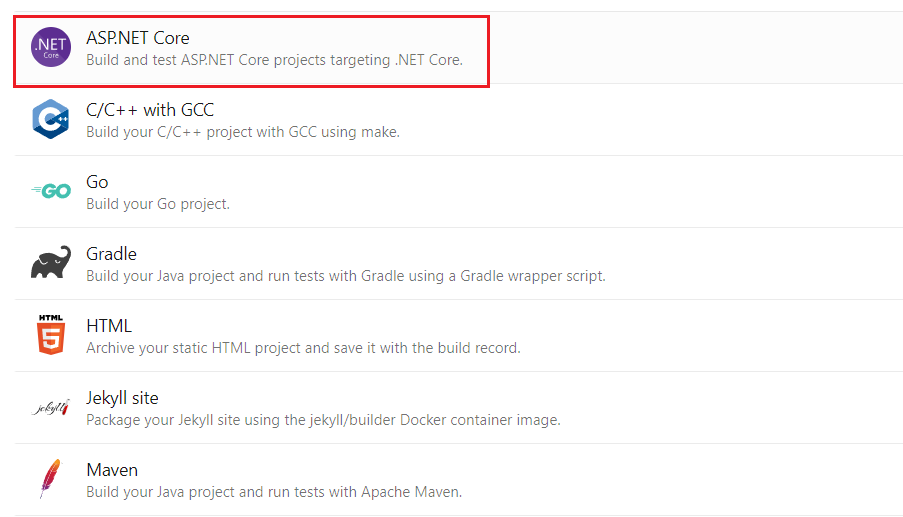 .NET
Core
ASP.NET Core
Build and test ASP.NET Core projects targeting .NET Core.
C++
C/C++ with GCC
Build your C/C++ project with GCC using make.
GO
Go
Build your Go project.
Gradle
Build your Java project and run tests with Gradle using a Gradle wrapper script.
HTML
5
HTML
Archive your static HTML project and save it with the build record.
jekyll
Jekyll site
Package your Jekyll site using the jekyll/builder Docker container image.
Maven
Build your Java project and run tests with Apache Maven.